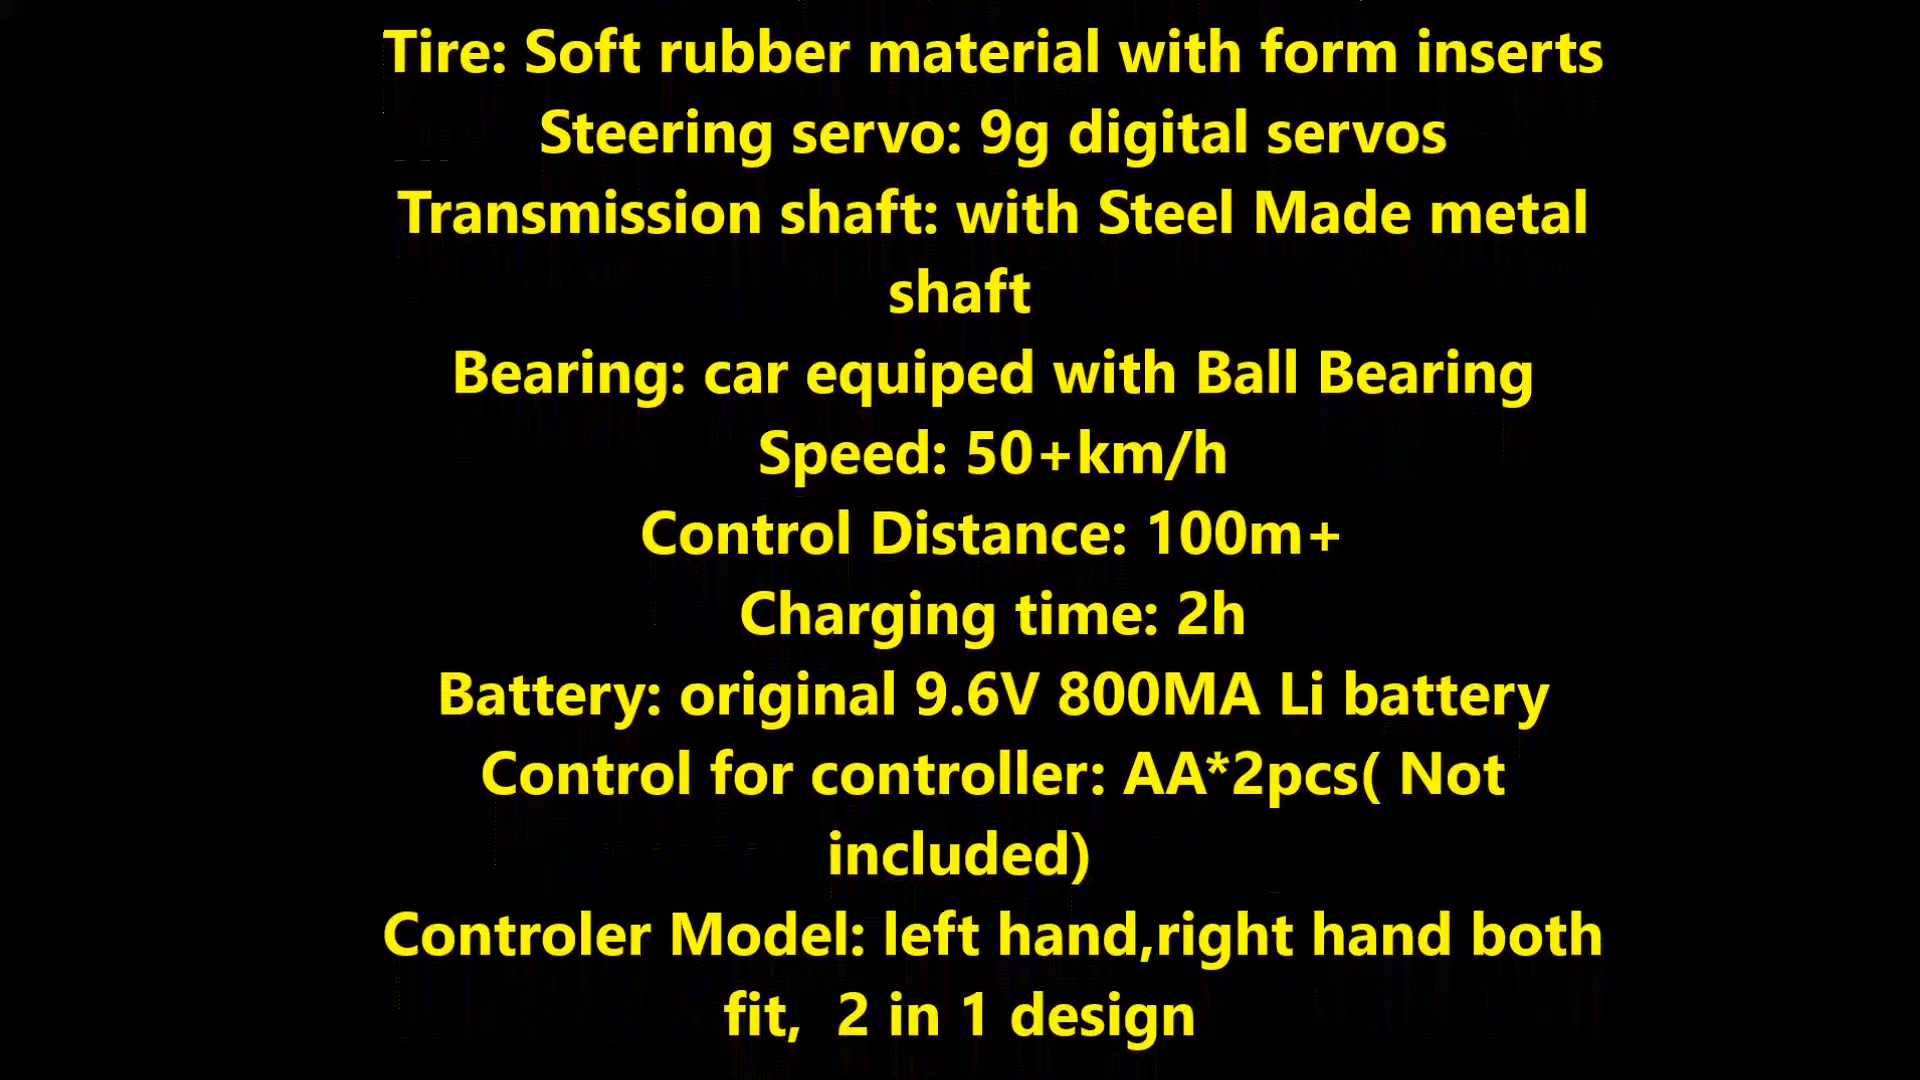 Tire: Soft rubber material with form inserts
Steering servo: 9g digital servos
Transmission shaft: with Steel Made metal
shaft
Bearing: car equiped with Ball Bearing
Speed: 50+km/h
Control Distance: 100m+
Charging time: 2h
Battery: original 9.6V 800MA Li battery
Control for controller: AA*2pcs( Not
included)
Controler Model: left hand,right hand both
fit,  2 in 1 design